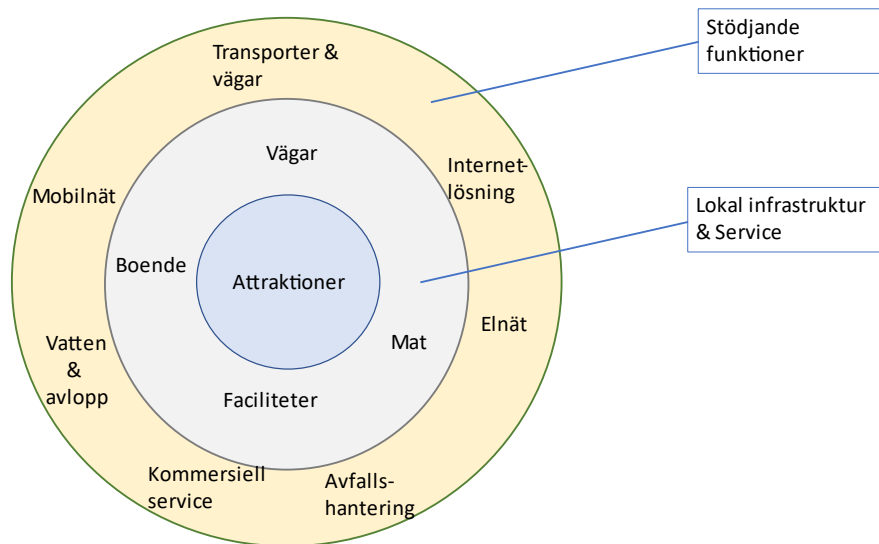 Stödjande
funktioner
Transporter &
vägar
Vägar
Internet-
lösning
Mobilnät
Lokal infrastruktur
& Service
Boende
Attraktioner
Elnät
Mat
Vatten
&
avlopp
Faciliteter
Kommersiell
service
Avfalls-
hantering